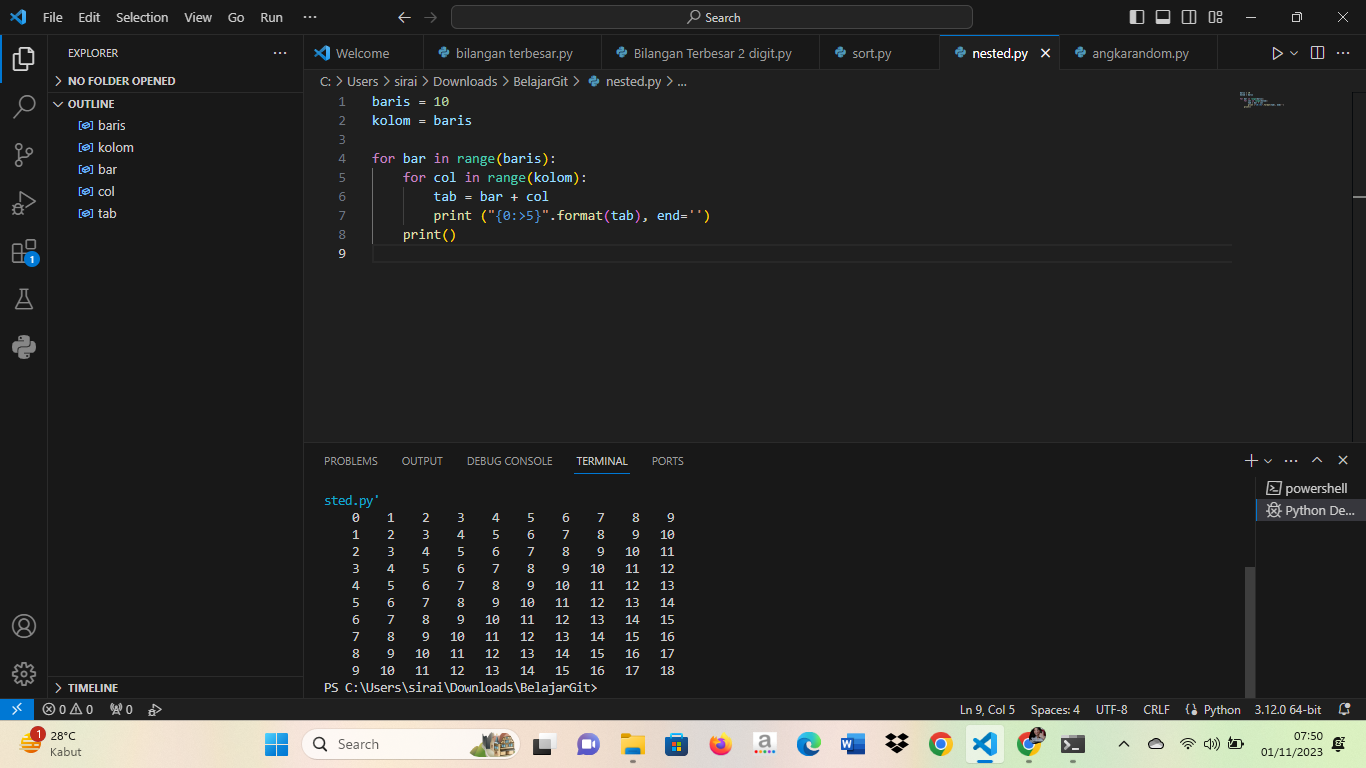 File Edit Selection View Go Run ···
Search
EXPLORER ···
NO FOLDER OPENED
OUTLINE
baris
kolom
bar
col
tab
TIMELINE
1
Welcome bilangan terbesar.py Bilangan Terbesar 2 digit.py sort.py nested.py angkarandom.py
C: > Users > sirai > Downloads > BelajarGit > nested.py > ...
1 baris = 10
2 kolom = baris
3
4 for bar in range(baris):
5     for col in range(kolom):
6         tab = bar + col
7         print ("{0:>5}".format(tab), end='')
8     print()
9
PROBLEMS OUTPUT DEBUG CONSOLE TERMINAL PORTS
powershell
Python De...
sted.py'
0 1 2 3 4 5 6 7 8 9
1 2 3 4 5 6 7 8 9 10
2 3 4 5 6 7 8 9 10 11
3 4 5 6 7 8 9 10 11 12
4 5 6 7 8 9 10 11 12 13
5 6 7 8 9 10 11 12 13 14
6 7 8 9 10 11 12 13 14 15
7 8 9 10 11 12 13 14 15 16
8 9 10 11 12 13 14 15 16 17
9 10 11 12 13 14 15 16 17 18
PS C:\Users\sirai\Downloads\BelajarGit>
0 0 0 Ln 9, Col 5 Spaces: 4 UTF-8 CRLF Python 3.12.0 64-bit
1
28°C
Kabut
Search
07:50
01/11/2023